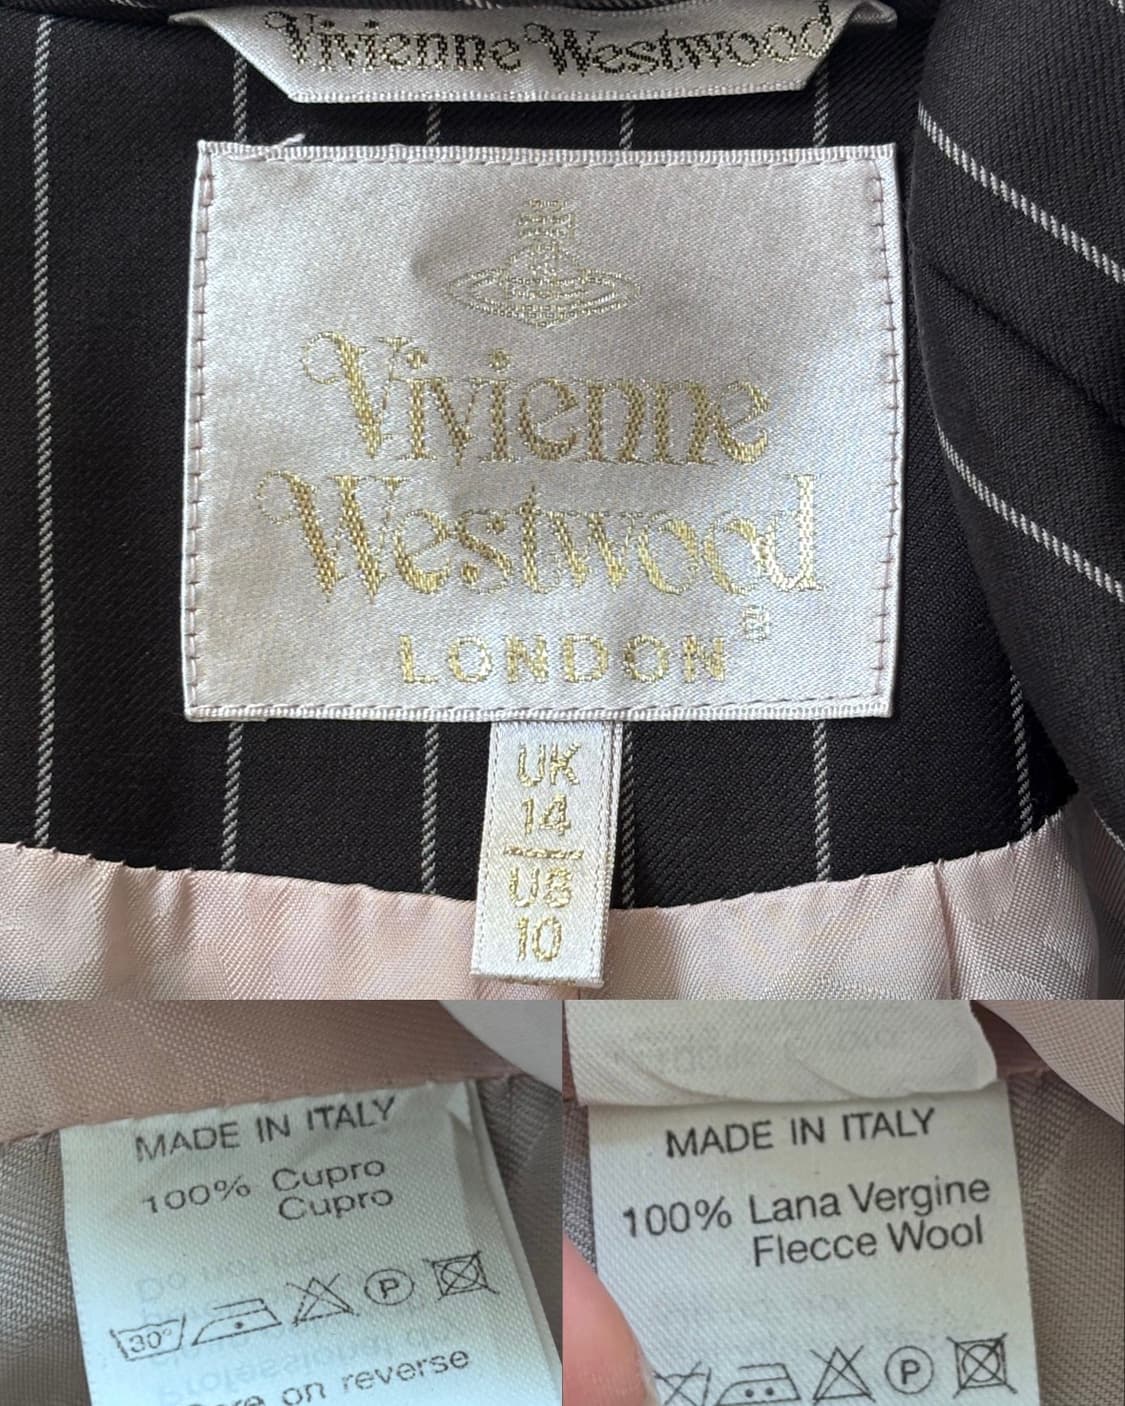 Vivienne Westwood
Vivienne
Westwood
LONDON
UK
14
US
10
MADE IN ITALY
100% Cupro
Cupro
30°
P
on reverse
MADE IN ITALY
100% Lana Vergine
Flecce Wool
P